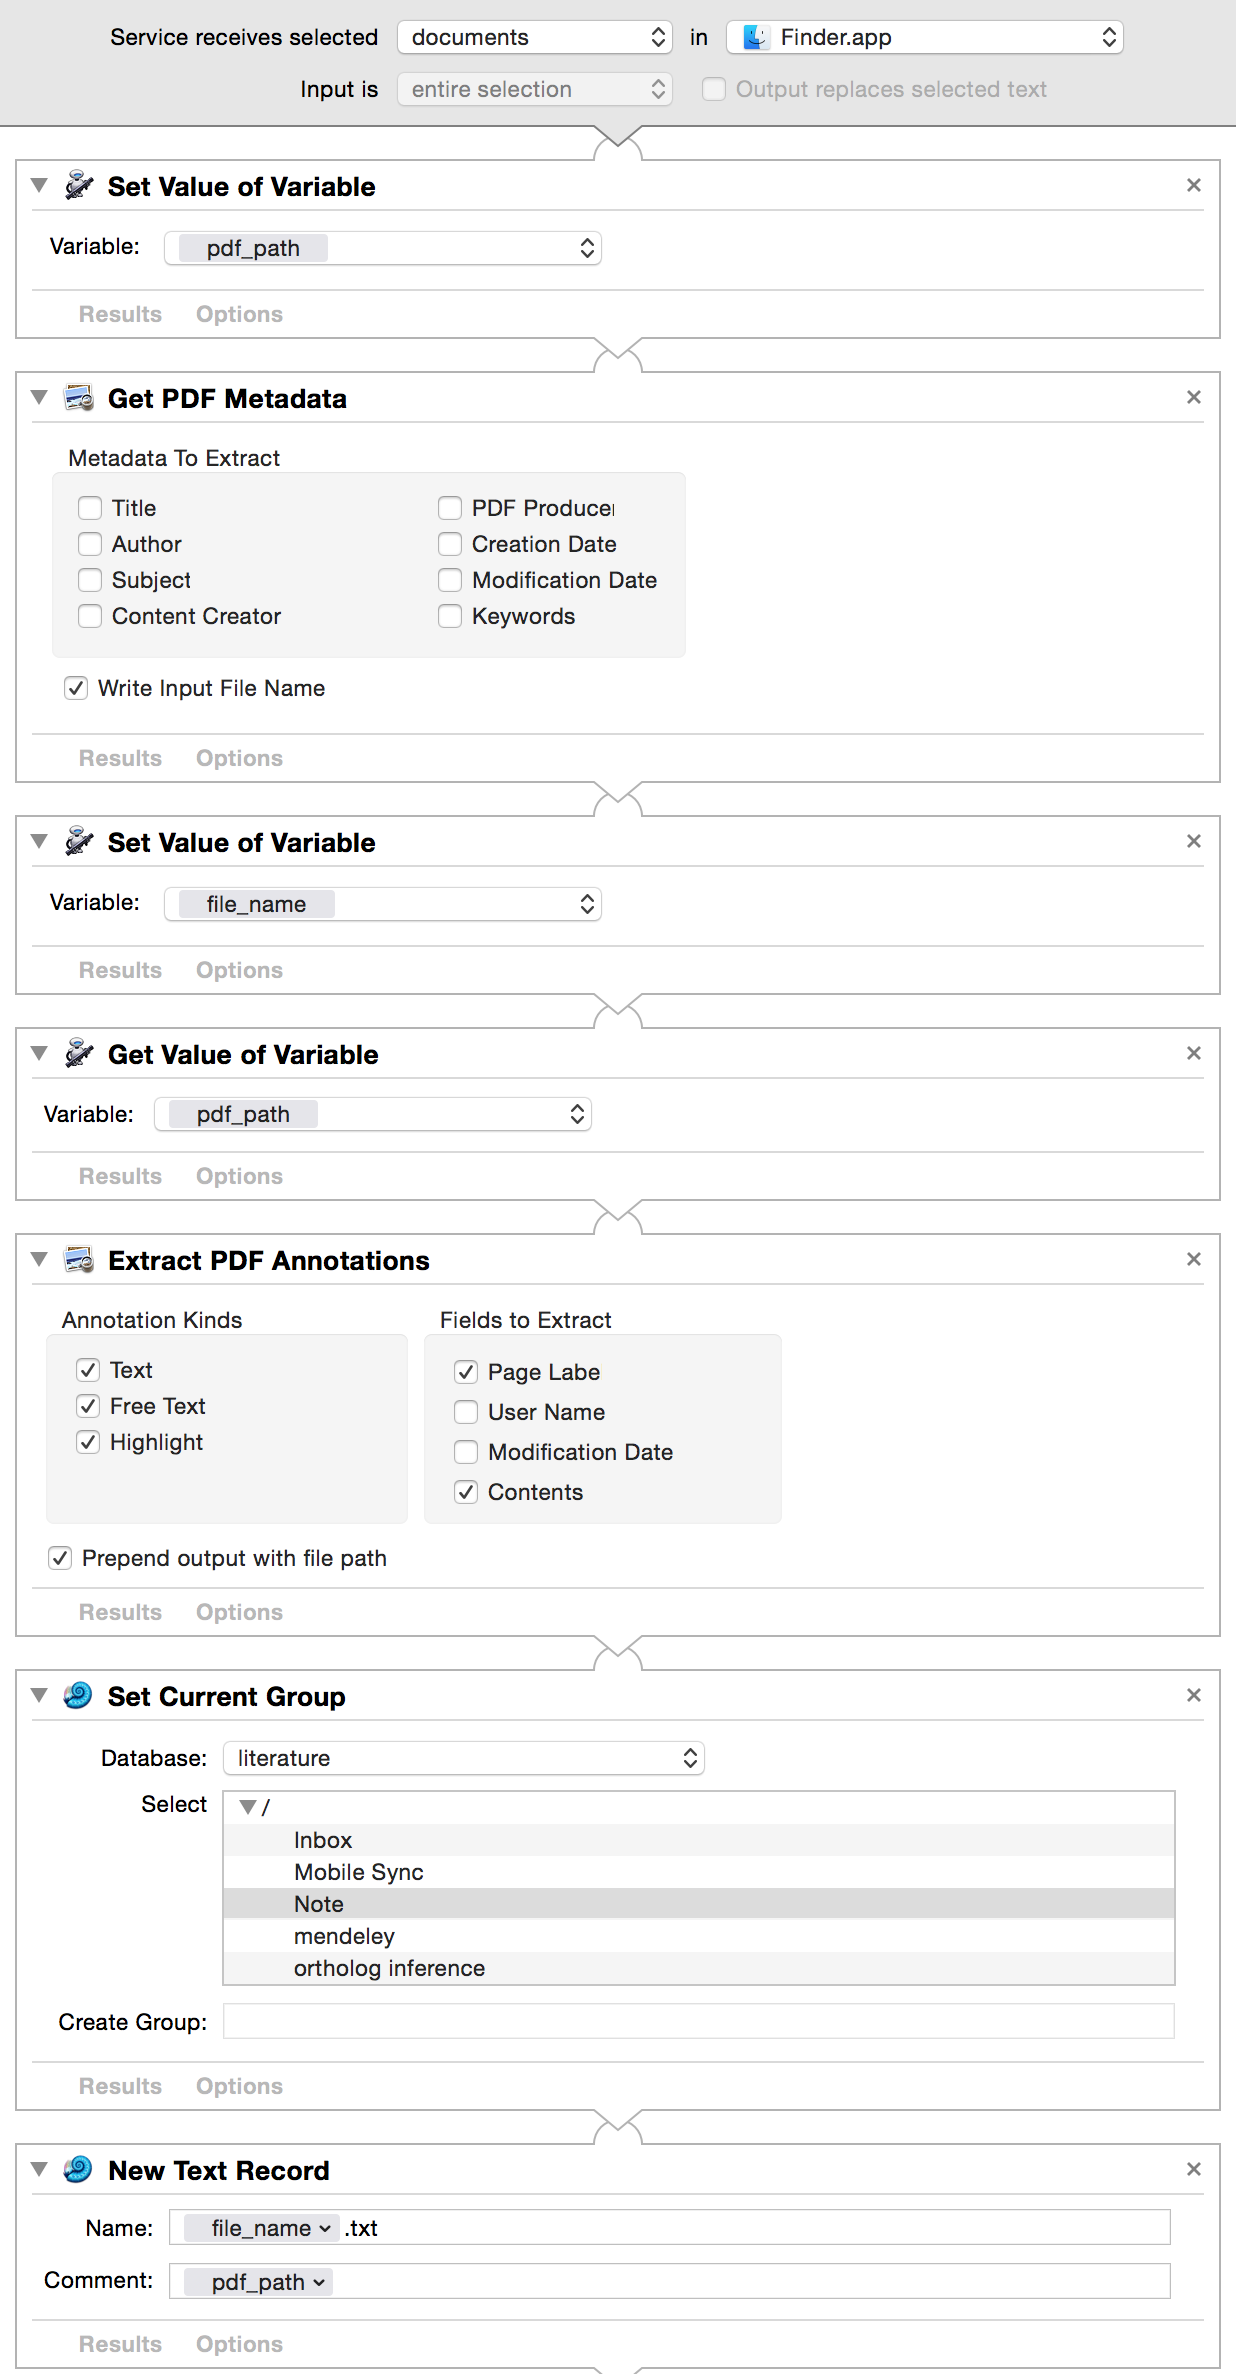 Service receives selected documents in Finder.app
Input is entire selection Output replaces selected text
Set Value of Variable
Variable: pdf_path
Results Options
Get PDF Metadata
Metadata To Extract
Title PDF Producer
Author Creation Date
Subject Modification Date
Content Creator Keywords
Write Input File Name
Results Options
Set Value of Variable
Variable: file_name
Results Options
Get Value of Variable
Variable: pdf_path
Results Options
Extract PDF Annotations
Annotation Kinds Fields to Extract
Text Page Labe
Free Text User Name
Highlight Modification Date
Contents
Prepend output with file path
Results Options
Set Current Group
Database: literature
Select /
Inbox
Mobile Sync
Note
mendeley
ortholog inference
Create Group:
Results Options
New Text Record
Name: file_name .txt
Comment: pdf_path
Results Options